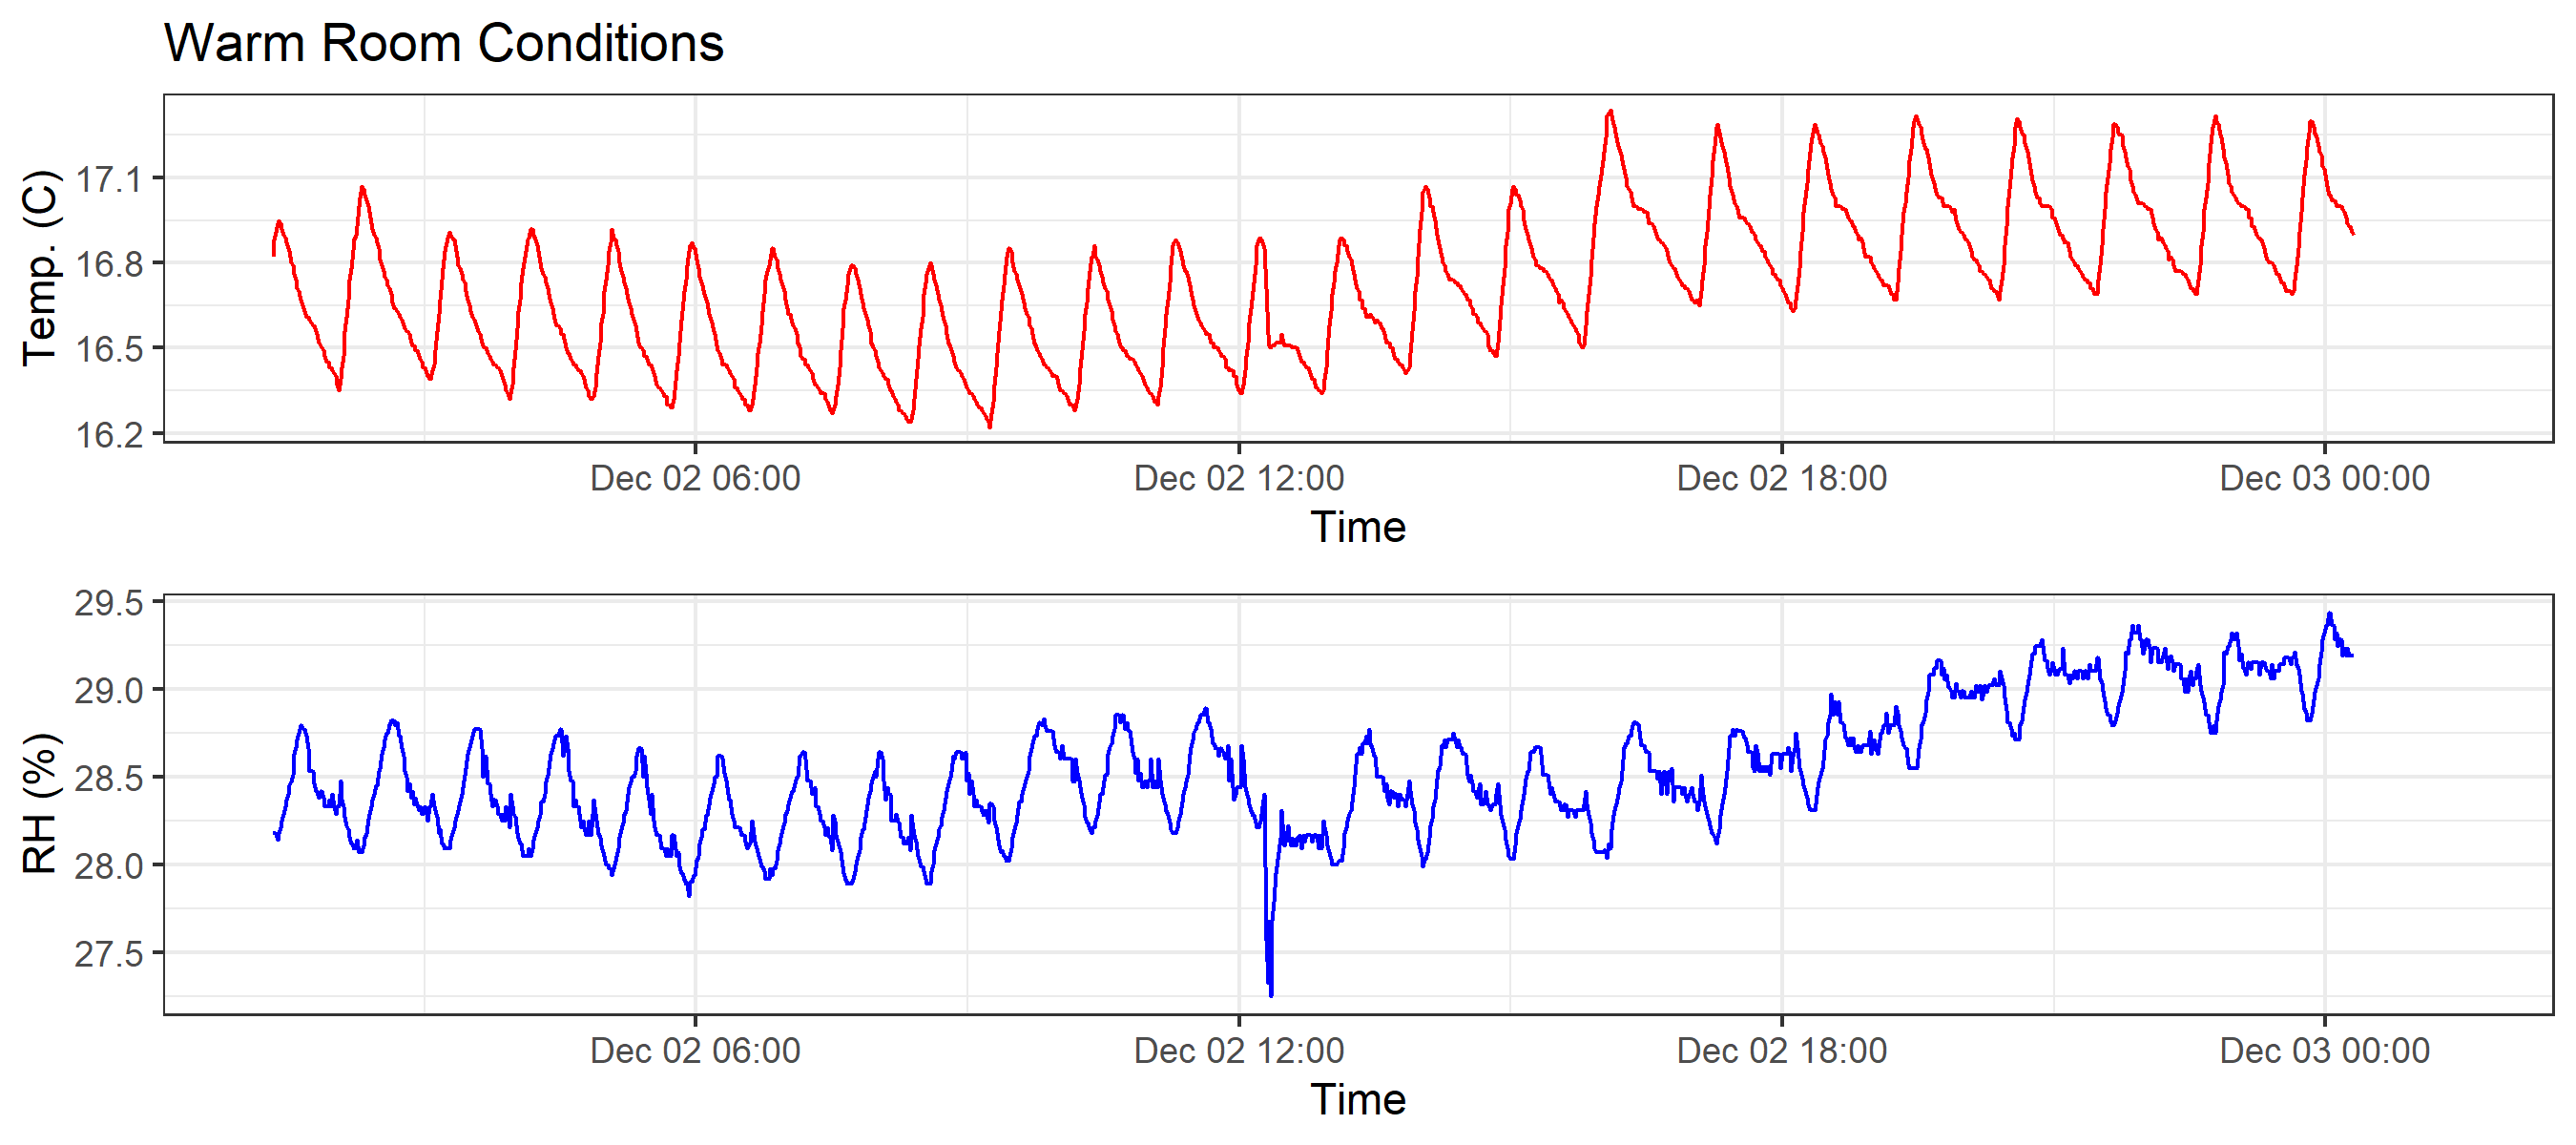 Warm Room Conditions
Temp. (C)
17.1
16.8
16.5
16.2
Dec 02 06:00 Dec 02 12:00 Dec 02 18:00 Dec 03 00:00
Time
RH (%)
29.5
29.0
28.5
28.0
27.5
Dec 02 06:00 Dec 02 12:00 Dec 02 18:00 Dec 03 00:00
Time